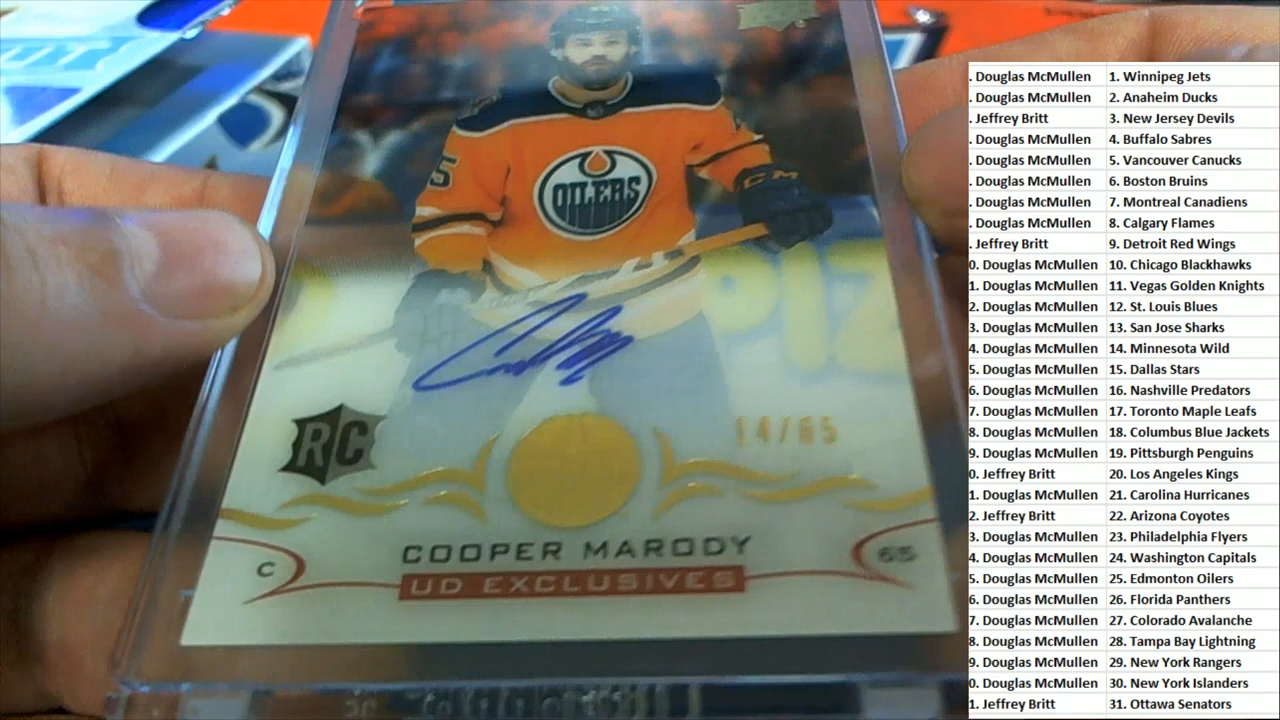 OILERS
CCM
5
RC
14/65
COOPER MARODY
C
65
UD EXCLUSIVES
. Douglas McMullen 1. Winnipeg Jets
. Douglas McMullen 2. Anaheim Ducks
. Jeffrey Britt 3. New Jersey Devils
. Douglas McMullen 4. Buffalo Sabres
. Douglas McMullen 5. Vancouver Canucks
. Douglas McMullen 6. Boston Bruins
. Douglas McMullen 7. Montreal Canadiens
. Douglas McMullen 8. Calgary Flames
. Jeffrey Britt 9. Detroit Red Wings
0. Douglas McMullen 10. Chicago Blackhawks
1. Douglas McMullen 11. Vegas Golden Knights
2. Douglas McMullen 12. St. Louis Blues
3. Douglas McMullen 13. San Jose Sharks
4. Douglas McMullen 14. Minnesota Wild
5. Douglas McMullen 15. Dallas Stars
6. Douglas McMullen 16. Nashville Predators
7. Douglas McMullen 17. Toronto Maple Leafs
8. Douglas McMullen 18. Columbus Blue Jackets
9. Douglas McMullen 19. Pittsburgh Penguins
0. Jeffrey Britt 20. Los Angeles Kings
1. Douglas McMullen 21. Carolina Hurricanes
2. Jeffrey Britt 22. Arizona Coyotes
3. Douglas McMullen 23. Philadelphia Flyers
4. Douglas McMullen 24. Washington Capitals
5. Douglas McMullen 25. Edmonton Oilers
6. Douglas McMullen 26. Florida Panthers
7. Douglas McMullen 27. Colorado Avalanche
8. Douglas McMullen 28. Tampa Bay Lightning
9. Douglas McMullen 29. New York Rangers
0. Douglas McMullen 30. New York Islanders
1. Jeffrey Britt 31. Ottawa Senators